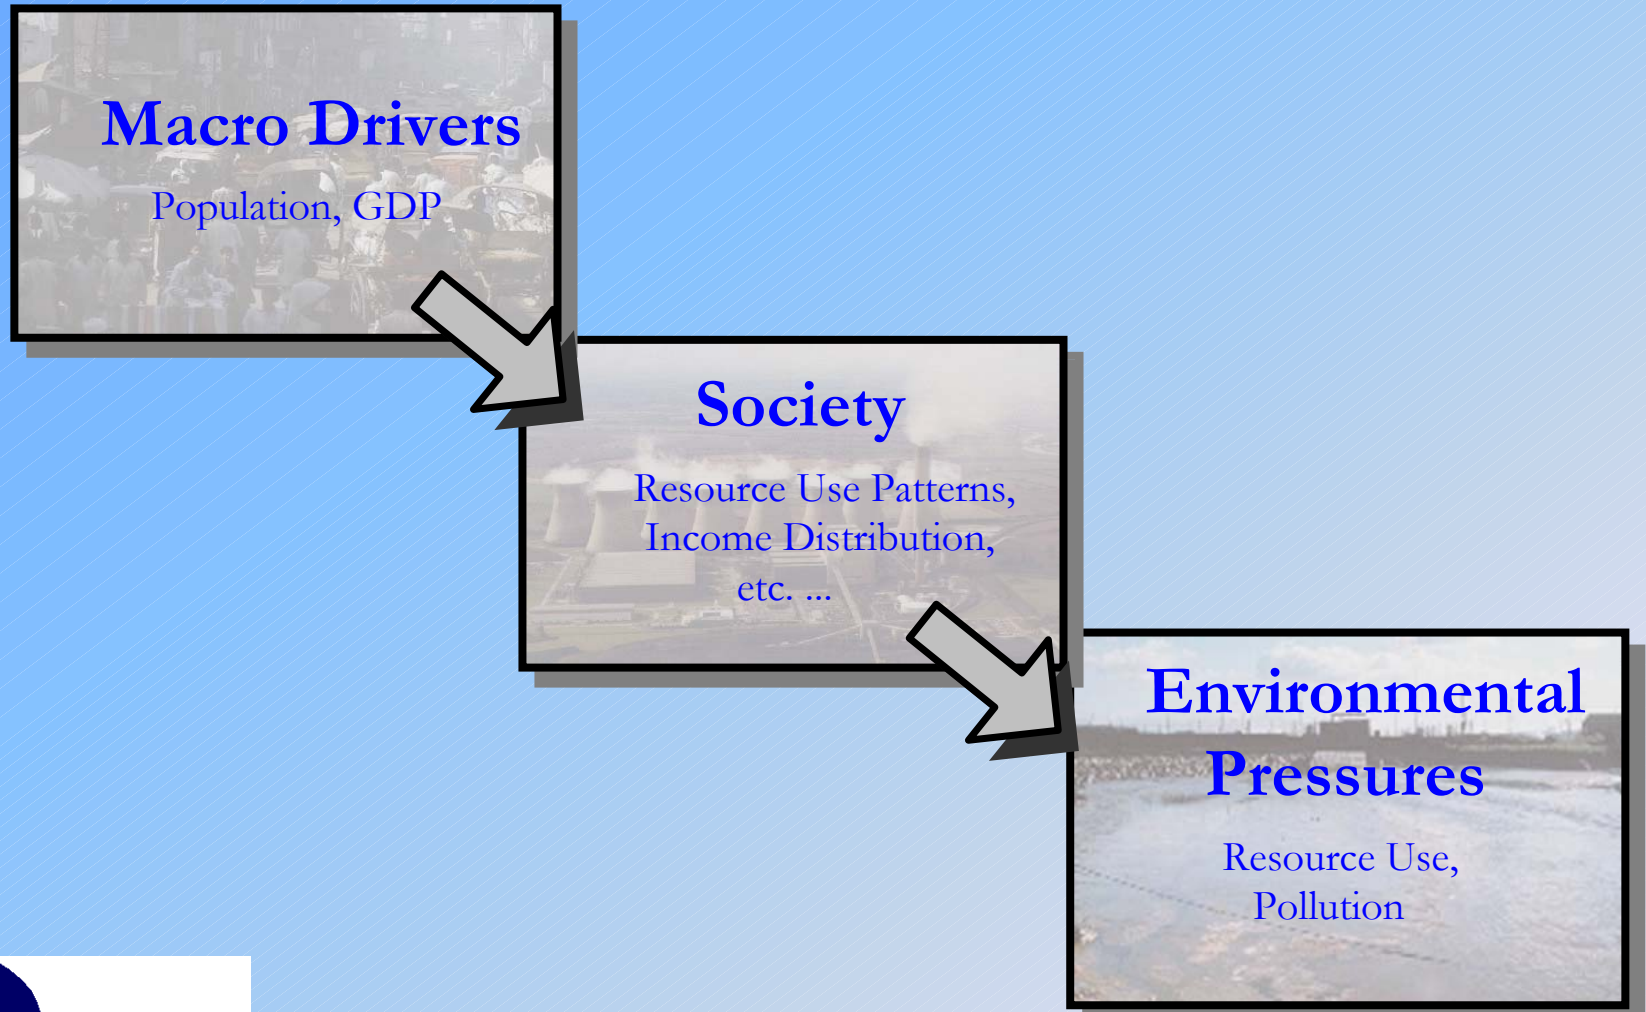 Macro Drivers
Population, GDP
Society
Resource Use Patterns,
Income Distribution,
etc. ...
Environmental
Pressures
Resource Use,
Pollution